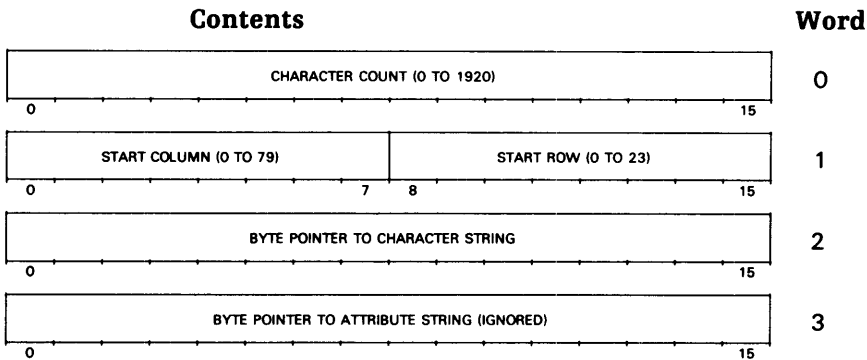 Contents Word
CHARACTER COUNT (0 TO 1920) 0
0 15
START COLUMN (0 TO 79) START ROW (0 TO 23) 1
0 7 8 15
BYTE POINTER TO CHARACTER STRING 2
0 15
BYTE POINTER TO ATTRIBUTE STRING (IGNORED) 3
0 15